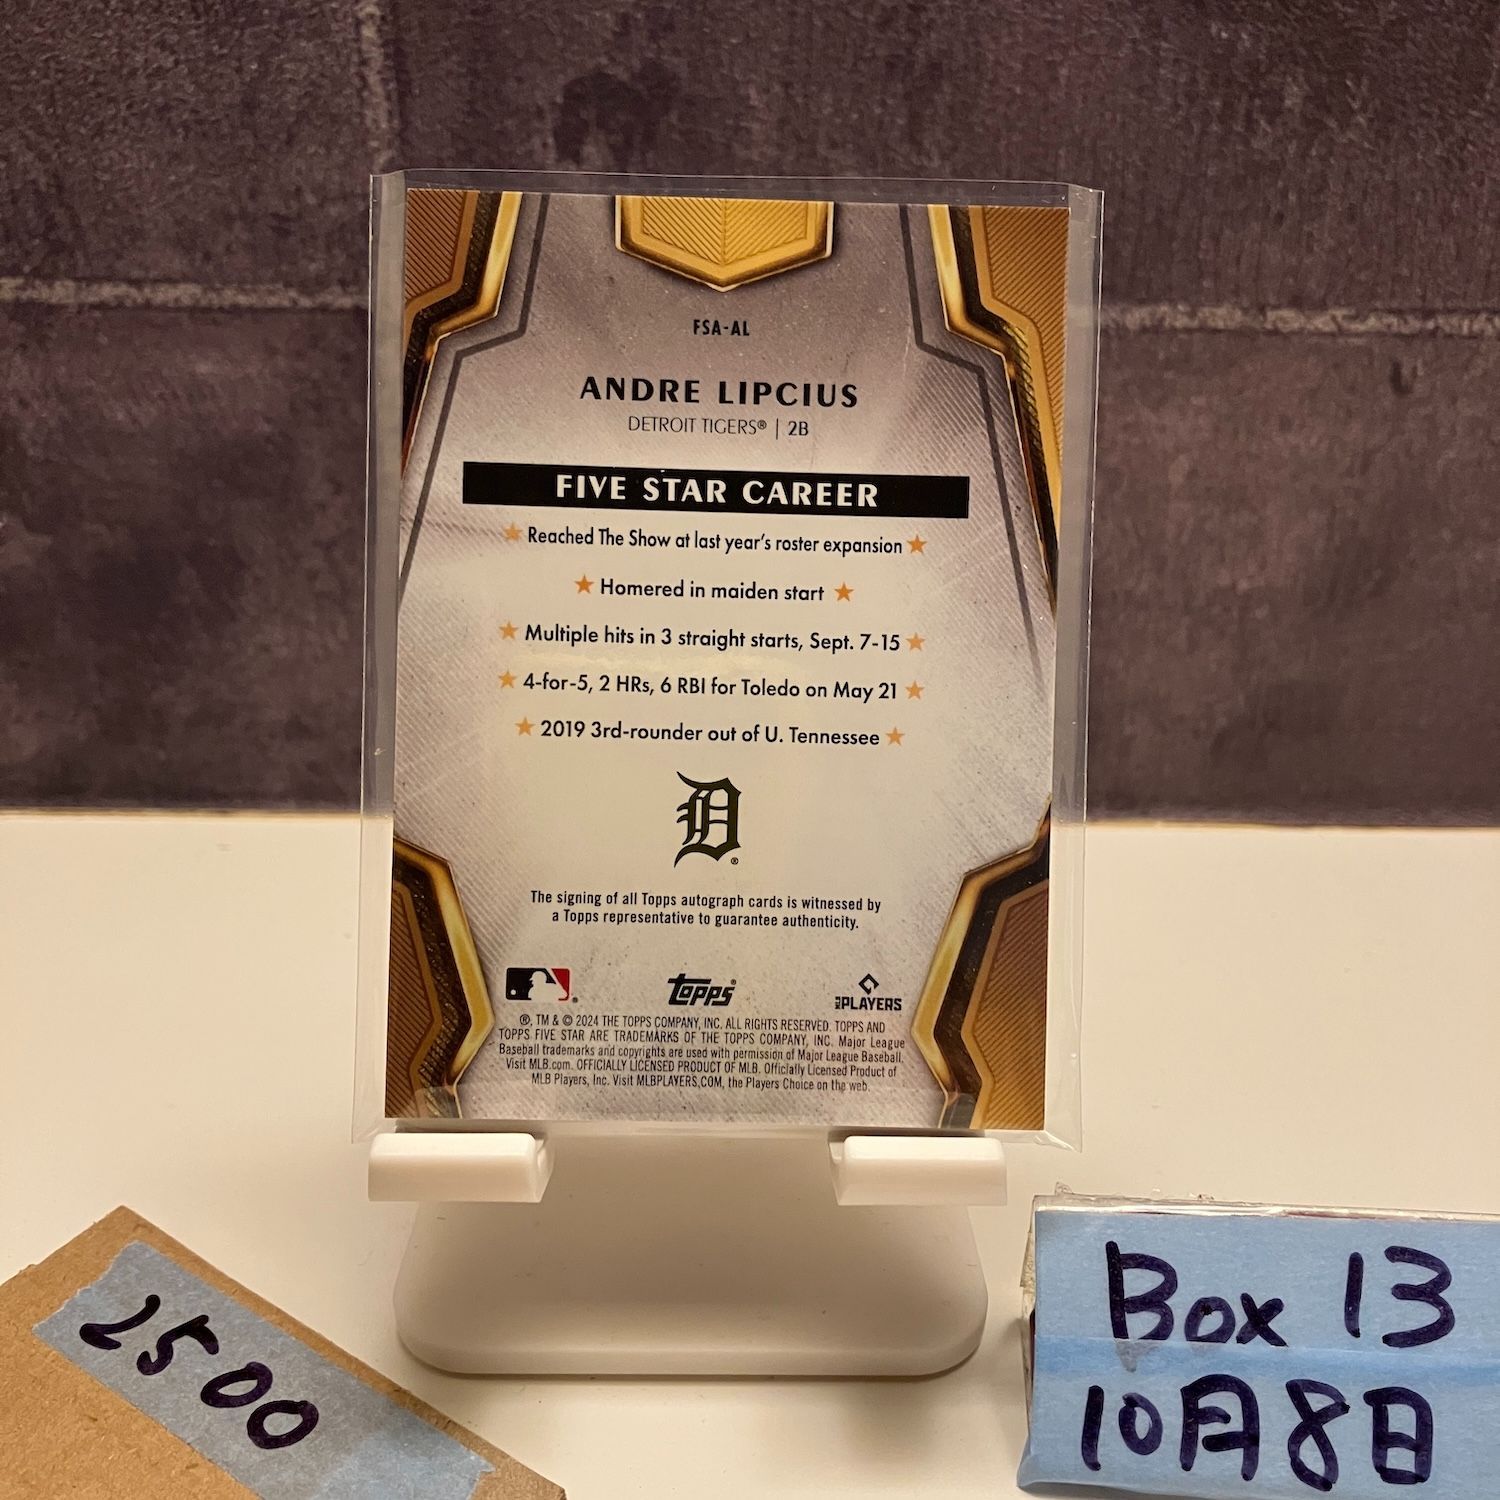 FSA-AL
ANDRE LIPCIUS
DETROIT TIGERS® | 2B
FIVE STAR CAREER
★ Reached The Show at last year's roster expansion ★
★ Homered in maiden start ★
★ Multiple hits in 3 straight starts, Sept. 7-15 ★
★ 4-for-5, 2 HRs, 6 RBI for Toledo on May 21 ★
★ 2019 3rd-rounder out of U. Tennessee ★
D®
The signing of all Topps autograph cards is witnessed by
a Topps representative to guarantee authenticity.
® topps® MLB PLAYERS
®, TM & © 2024 THE TOPPS COMPANY, INC. ALL RIGHTS RESERVED. TOPPS AND
TOPPS FIVE STAR ARE TRADEMARKS OF THE TOPPS COMPANY, INC. Major League
Baseball trademarks and copyrights are used with permission of Major League Baseball.
Visit MLB.com. OFFICIALLY LICENSED PRODUCT OF MLB. Officially Licensed Product of
MLB Players, Inc. Visit MLBPLAYERS.COM, the Players Choice on the web.
2500
Box 13
10月8日